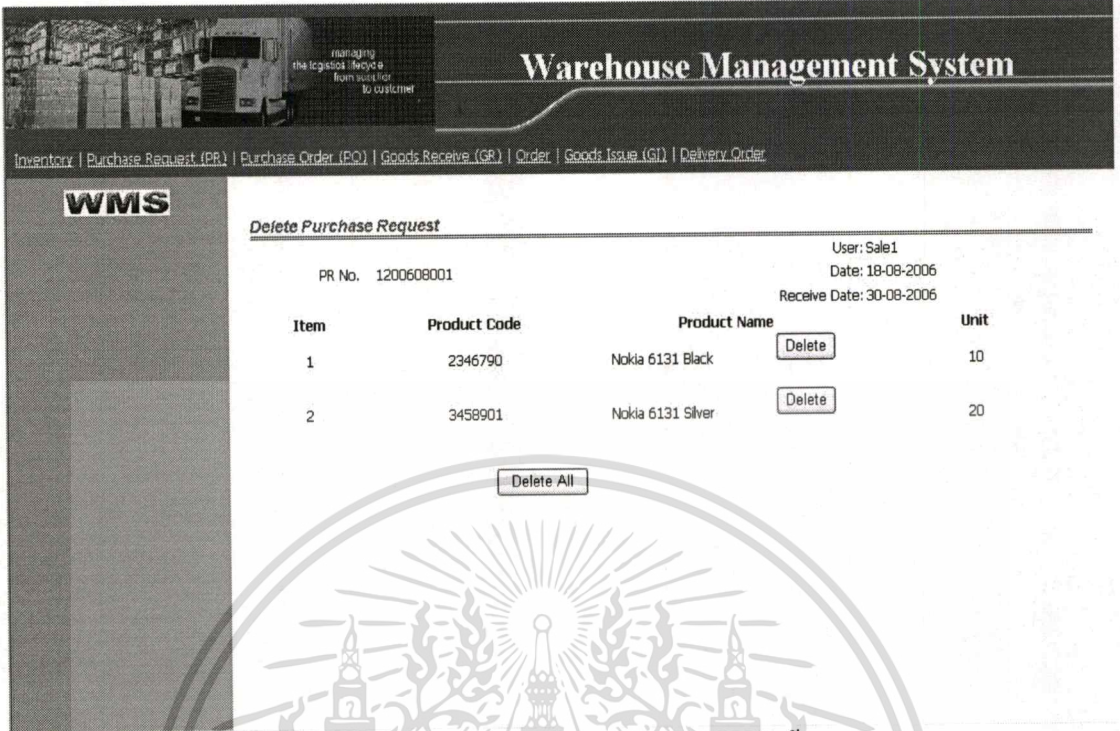 managing
the logistics lifecycle
from supplier
to customer
Warehouse Management System
Inventory | Purchase Request (PR) | Purchase Order (PO) | Goods Receive (GR) | Order | Goods Issue (GI) | Delivery Order
WMS
Delete Purchase Request
User: Sale1
PR No. 1200608001
Date: 18-08-2006
Receive Date: 30-08-2006
Item Product Code Product Name Unit
1 2346790 Nokia 6131 Black Delete 10
2 3458901 Nokia 6131 Silver Delete 20
Delete All